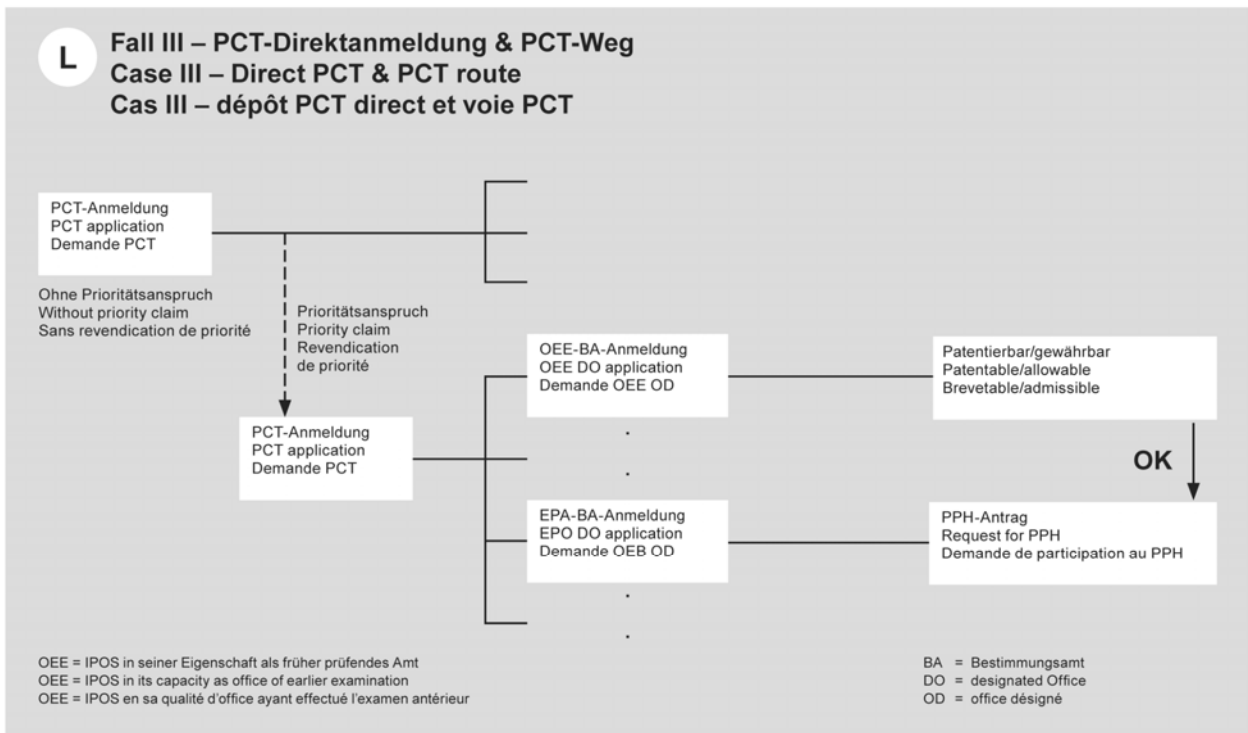 L
Fall III – PCT-Direktanmeldung & PCT-Weg
Case III – Direct PCT & PCT route
Cas III – dépôt PCT direct et voie PCT
PCT-Anmeldung
PCT application
Demande PCT
Ohne Prioritätsanspruch
Without priority claim
Sans revendication de priorité
Prioritätsanspruch
Priority claim
Revendication
de priorité
OEE-BA-Anmeldung
OEE DO application
Demande OEE OD
Patentierbar/gewährbar
Patentable/allowable
Brevetable/admissible
PCT-Anmeldung
PCT application
Demande PCT
OK
EPA-BA-Anmeldung
EPO DO application
Demande OEB OD
PPH-Antrag
Request for PPH
Demande de participation au PPH
OEE = IPOS in seiner Eigenschaft als früher prüfendes Amt
OEE = IPOS in its capacity as office of earlier examination
OEE = IPOS en sa qualité d'office ayant effectué l'examen antérieur
BA = Bestimmungsamt
DO = designated Office
OD = office désigné